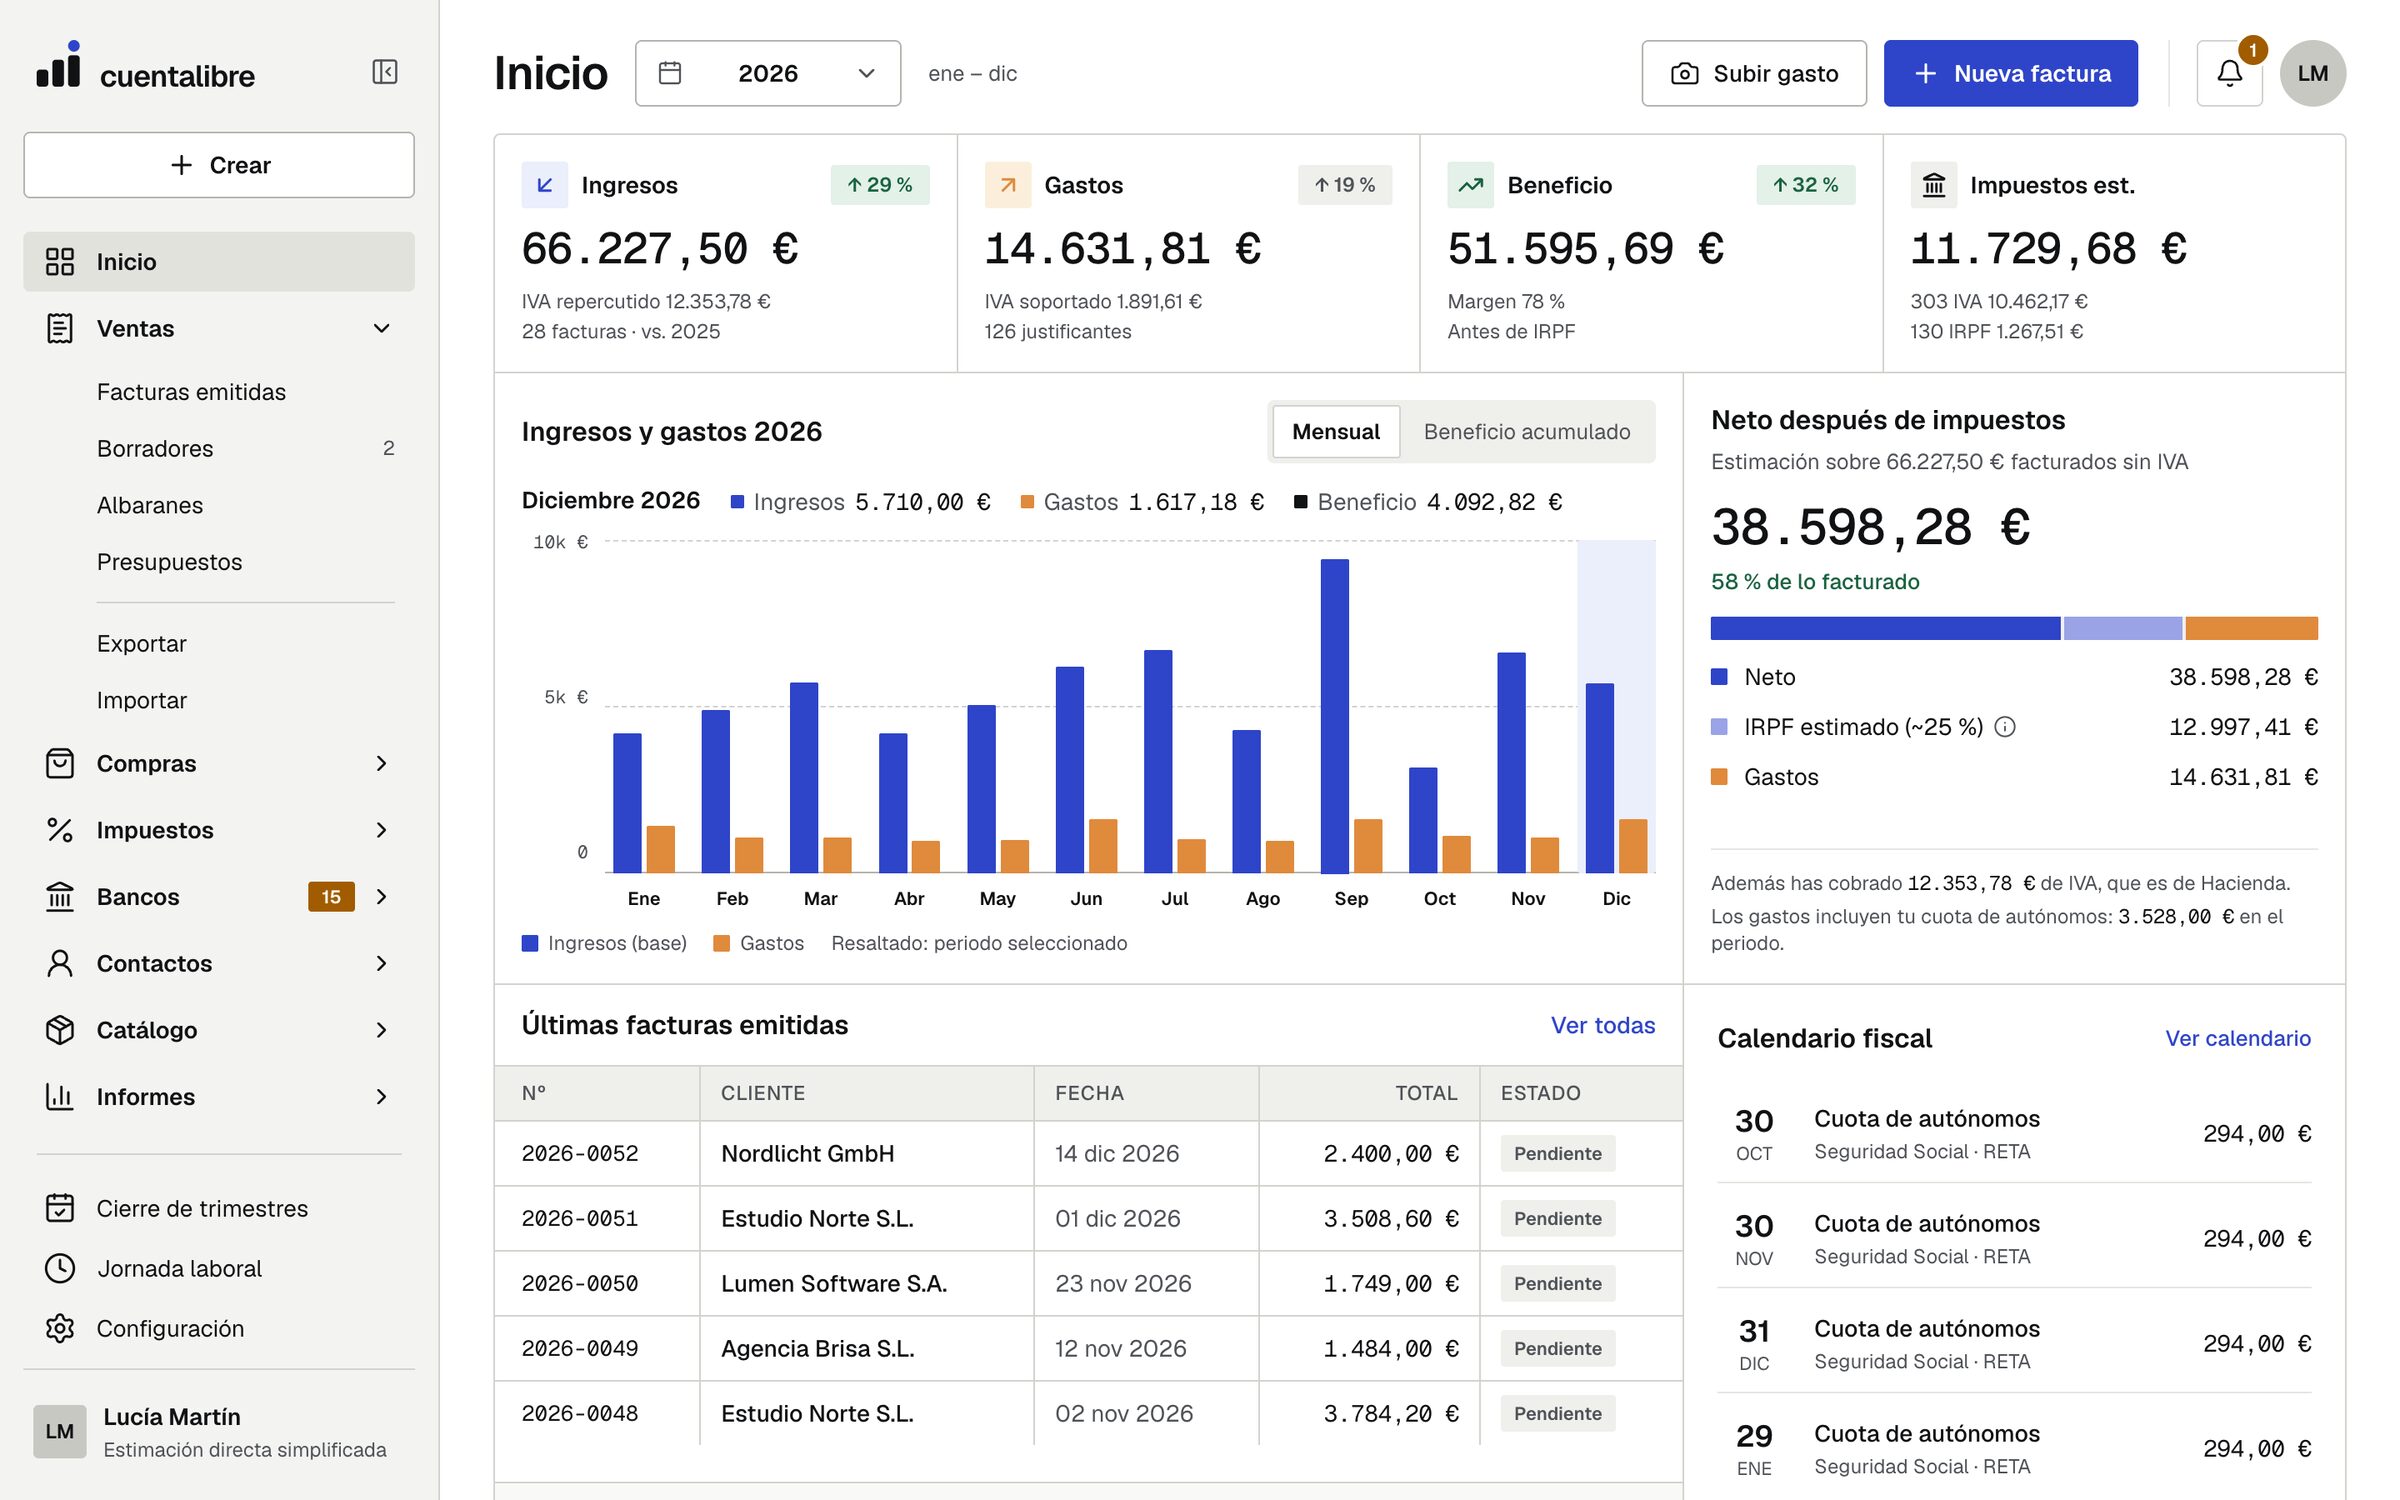 cuentalibre
Crear
Inicio
Ventas
Facturas emitidas
Borradores 2
Albaranes
Presupuestos
Exportar
Importar
Compras
Impuestos
Bancos 15
Contactos
Catálogo
Informes
Cierre de trimestres
Jornada laboral
Configuración
LM Lucía Martín
Estimación directa simplificada
Inicio 2026 ene – dic Subir gasto Nueva factura 1 LM
Ingresos ↑ 29 %
66.227,50 €
IVA repercutido 12.353,78 €
28 facturas · vs. 2025
Gastos ↑ 19 %
14.631,81 €
IVA soportado 1.891,61 €
126 justificantes
Beneficio ↑ 32 %
51.595,69 €
Margen 78 %
Antes de IRPF
Impuestos est.
11.729,68 €
303 IVA 10.462,17 €
130 IRPF 1.267,51 €
Ingresos y gastos 2026 Mensual Beneficio acumulado
Diciembre 2026 Ingresos 5.710,00 € Gastos 1.617,18 € Beneficio 4.092,82 €
10k €
5k €
0
Ene Feb Mar Abr May Jun Jul Ago Sep Oct Nov Dic
Ingresos (base) Gastos Resaltado: periodo seleccionado
Neto después de impuestos
Estimación sobre 66.227,50 € facturados sin IVA
38.598,28 €
58 % de lo facturado
Neto 38.598,28 €
IRPF estimado (~25 %) 12.997,41 €
Gastos 14.631,81 €
Además has cobrado 12.353,78 € de IVA, que es de Hacienda.
Los gastos incluyen tu cuota de autónomos: 3.528,00 € en el
periodo.
Últimas facturas emitidas Ver todas
Nº CLIENTE FECHA TOTAL ESTADO
2026-0052 Nordlicht GmbH 14 dic 2026 2.400,00 € Pendiente
2026-0051 Estudio Norte S.L. 01 dic 2026 3.508,60 € Pendiente
2026-0050 Lumen Software S.A. 23 nov 2026 1.749,00 € Pendiente
2026-0049 Agencia Brisa S.L. 12 nov 2026 1.484,00 € Pendiente
2026-0048 Estudio Norte S.L. 02 nov 2026 3.784,20 € Pendiente
Calendario fiscal Ver calendario
30 OCT Cuota de autónomos 294,00 €
Seguridad Social · RETA
30 NOV Cuota de autónomos 294,00 €
Seguridad Social · RETA
31 DIC Cuota de autónomos 294,00 €
Seguridad Social · RETA
29 ENE Cuota de autónomos 294,00 €
Seguridad Social · RETA